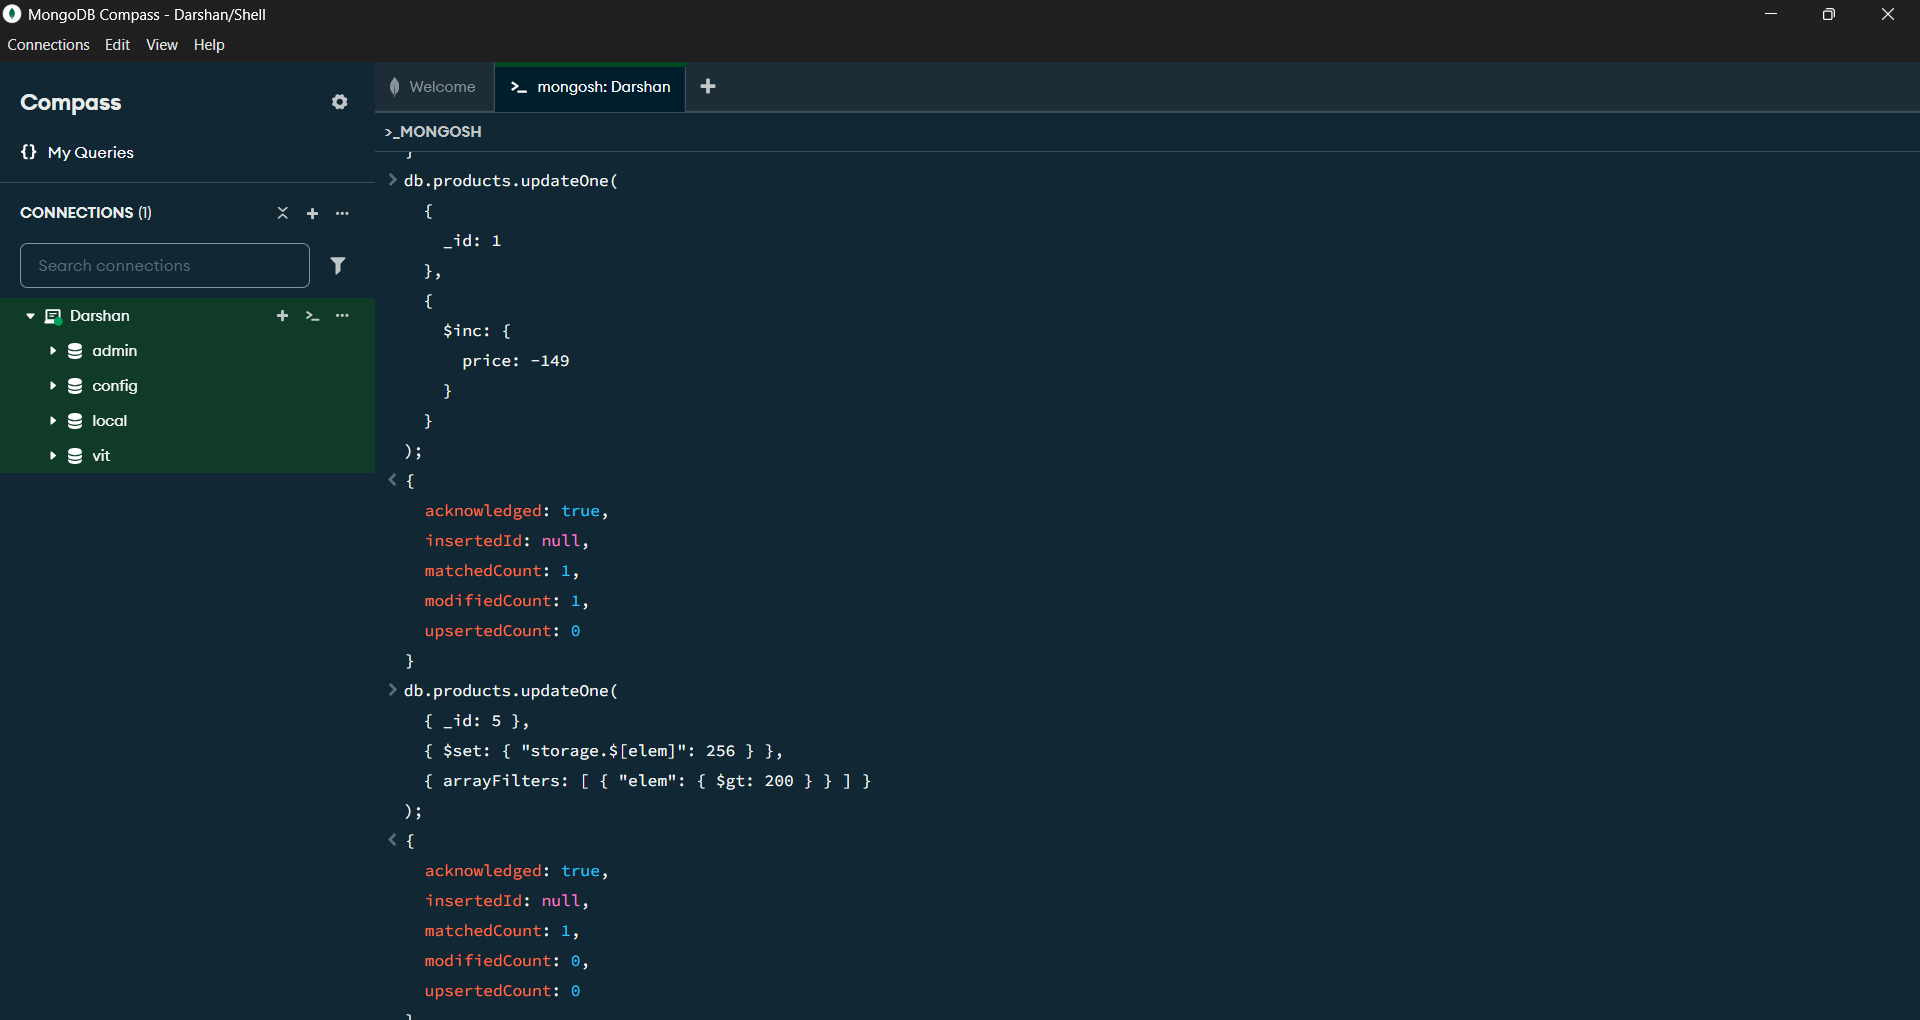 MongoDB Compass - Darshan/Shell
Connections Edit View Help
Compass
{} My Queries
CONNECTIONS (1)
Search connections
Darshan
admin
config
local
vit
Welcome
>_ mongosh: Darshan
>_MONGOSH
}
> db.products.updateOne(
{
_id: 1
},
{
$inc: {
price: -149
}
}
);
< {
acknowledged: true,
insertedId: null,
matchedCount: 1,
modifiedCount: 1,
upsertedCount: 0
}
> db.products.updateOne(
{ _id: 5 },
{ $set: { "storage.$[elem]": 256 } },
{ arrayFilters: [ { "elem": { $gt: 200 } } ] }
);
< {
acknowledged: true,
insertedId: null,
matchedCount: 1,
modifiedCount: 0,
upsertedCount: 0
}